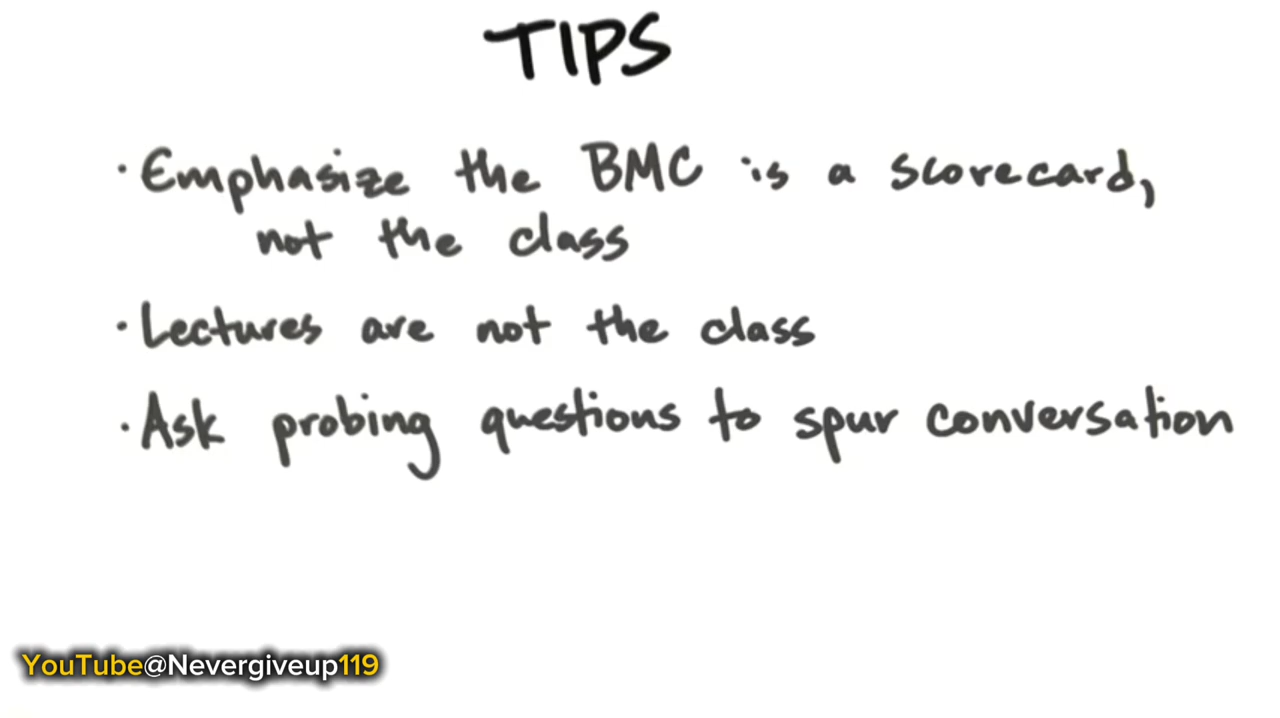 TIPS
· Emphasize the BMC is a scorecard,
not the class
· Lectures are not the class
· Ask probing questions to spur conversation
YouTube@Nevergiveup119